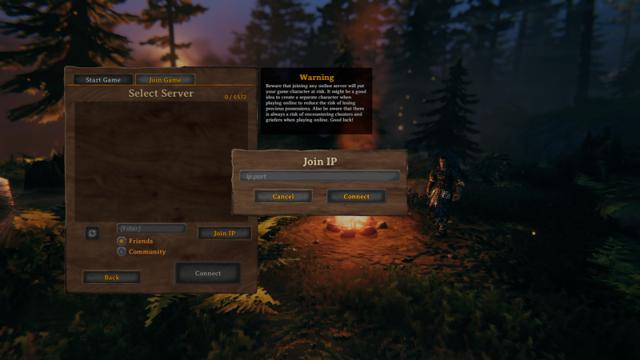 Start Game
Join Game
Select Server
Warning
Beware that joining any online server will put
your game character at risk. It might be a good
idea to create a separate character when
playing online to reduce the risk of losing
precious possessions. Also be aware that there
is always a risk of encountering cheaters and
griefers when playing online. Good luck!
Join IP
ip:port
Cancel
Connect
(Filter)
Join IP
Friends
Community
Back
Connect